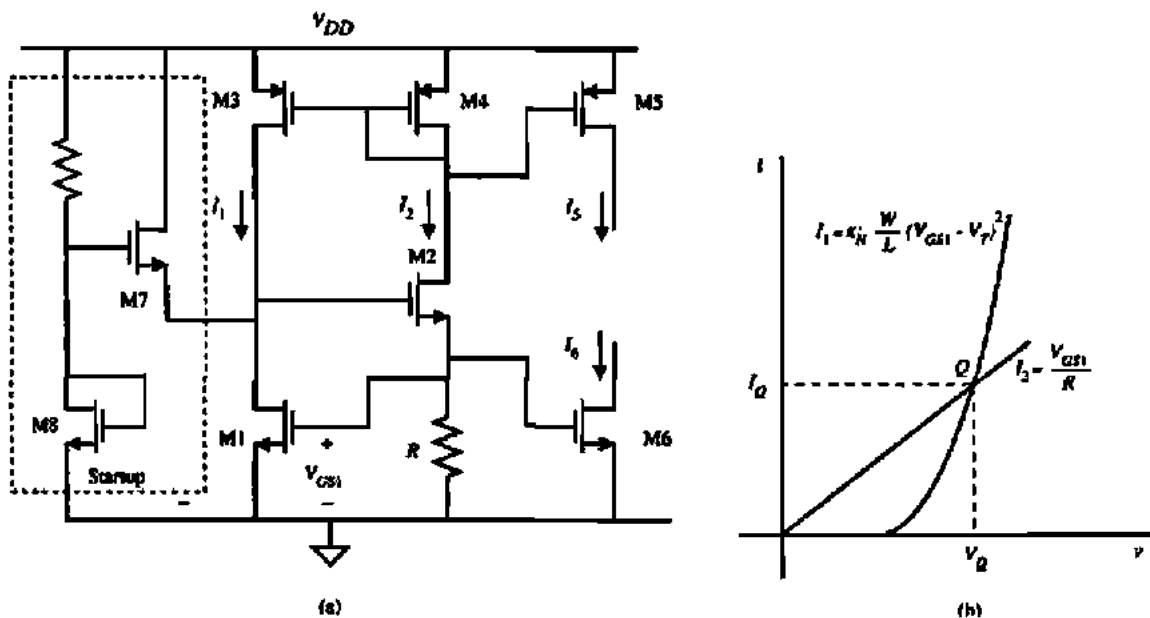 V_DD
M3
M4
M5
I_1
I_2
I_5
M2
M7
I_6
M8
M1
+
V_GS1
R
M6
Startup
−
−
(a)
I
I_1 = K'_N W/L (V_GS1 - V_T)^2
Q
I_2 = V_GS1/R
I_Q
V_Q
V
(b)